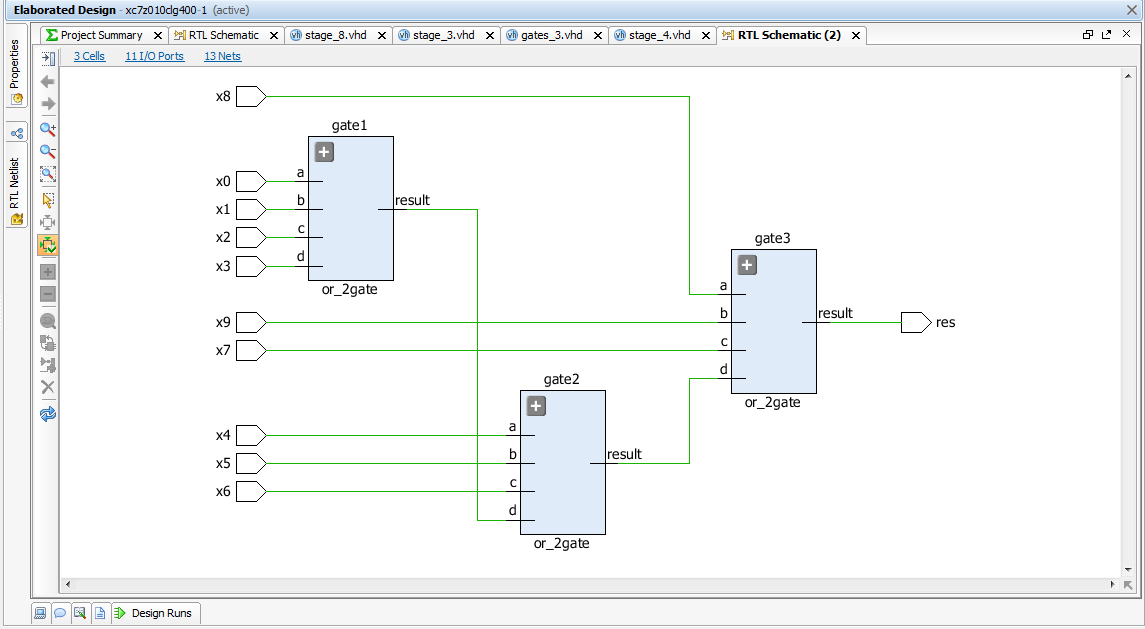 Elaborated Design - xc7z010clg400-1 (active)
Properties
RTL Netlist
Project Summary RTL Schematic stage_8.vhd stage_3.vhd gates_3.vhd stage_4.vhd RTL Schematic (2)
3 Cells 11 I/O Ports 13 Nets
x8
gate1
x0 a
x1 b result
x2 c
x3 d
or_2gate
gate3
a
x9 b result res
x7 c
d
or_2gate
gate2
x4 a
x5 b result
x6 c
d
or_2gate
Design Runs